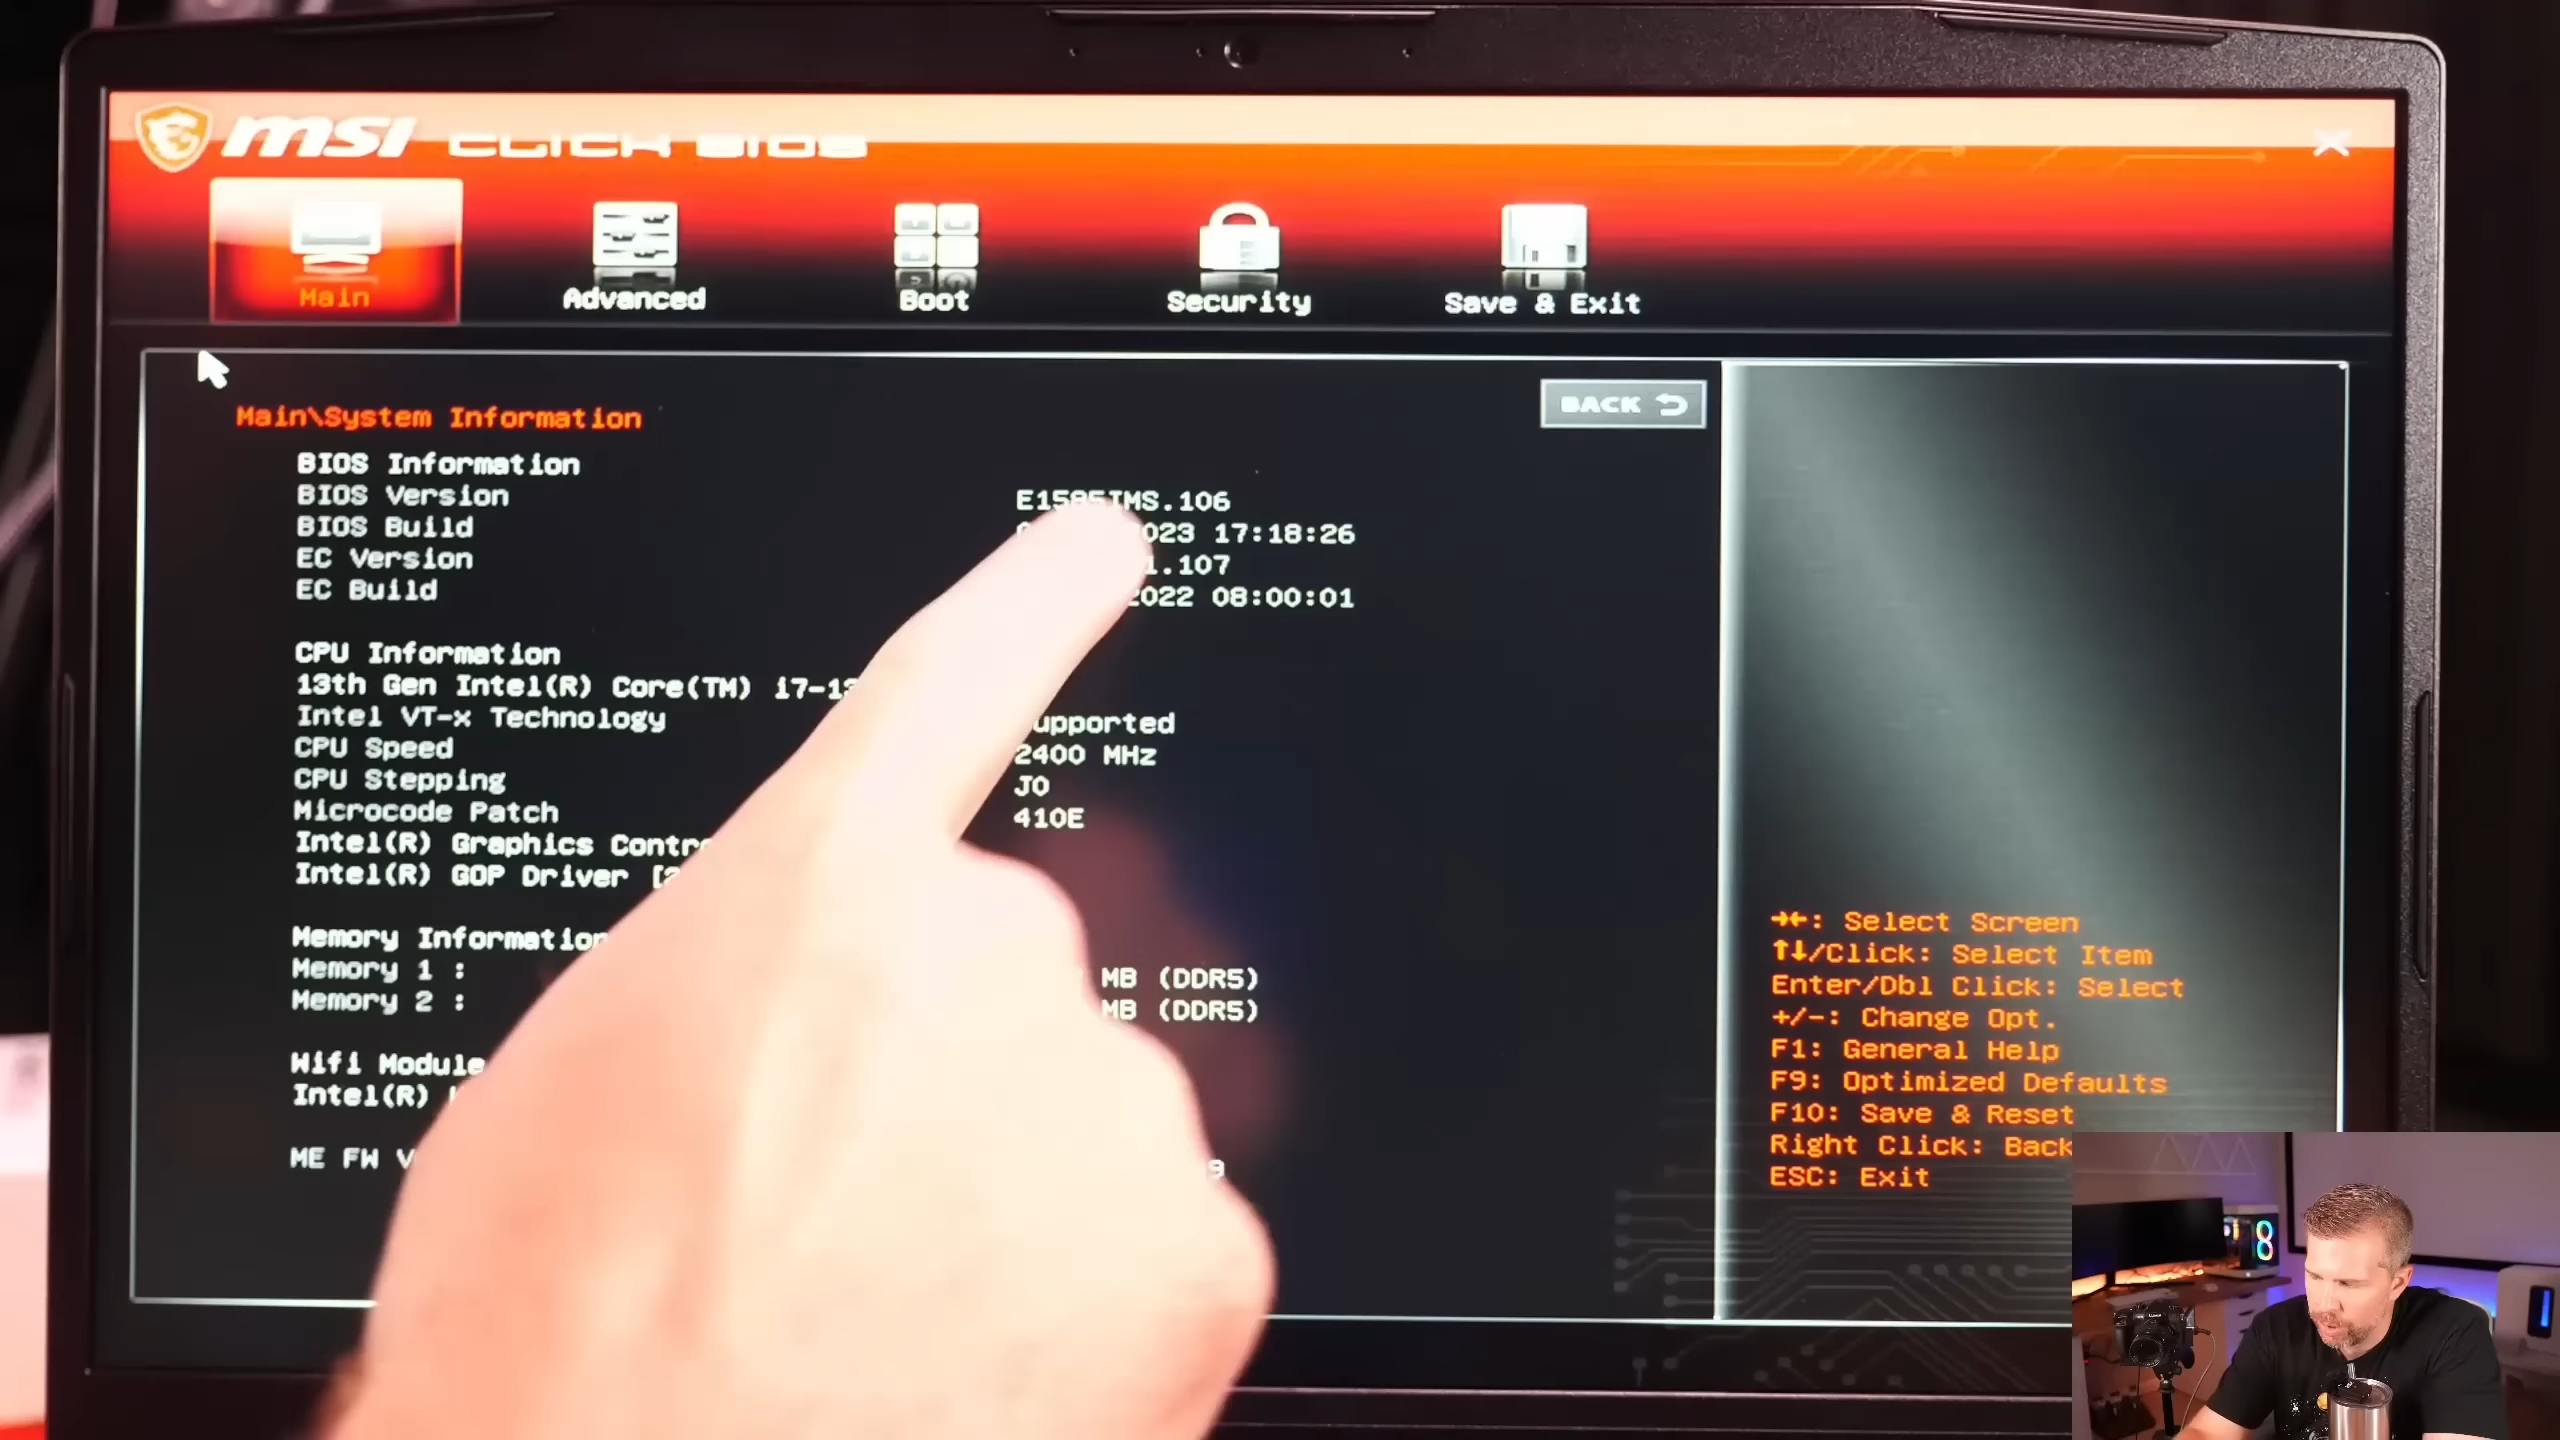 msi CLICK BIOS
Main Advanced Boot Security Save & Exit
BACK
Main\System Information
BIOS Information
BIOS Version E1585IMS.106
BIOS Build 17:18:26
EC Version .107
EC Build 2022 08:00:01
CPU Information
13th Gen Intel(R) Core(TM)
Intel VT-x Technology
CPU Speed 2400 MHz
CPU Stepping J0
Microcode Patch 410E
Intel(R) Graphics
Intel(R) GOP Driver
Memory Information
Memory 1 : MB (DDR5)
Memory 2 : MB (DDR5)
Wifi Module
Intel(R)
ME FW
→←: Select Screen
↑↓/Click: Select Item
Enter/Dbl Click: Select
+/-: Change Opt.
F1: General Help
F9: Optimized Defaults
F10: Save & Reset
Right Click: Back
ESC: Exit